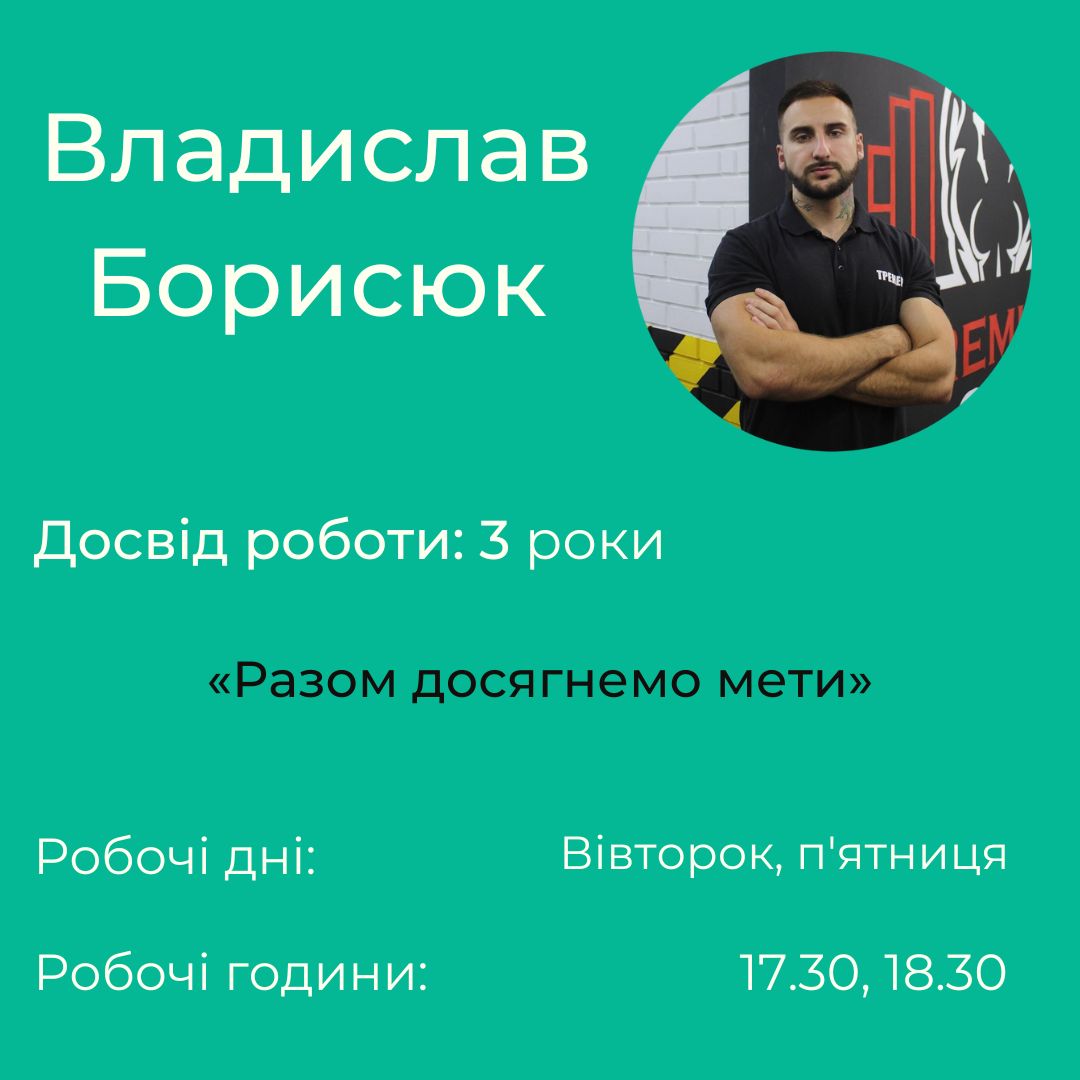 Владислав
Борисюк
Досвід роботи: 3 роки
«Разом досягнемо мети»
Робочі дні:
Вівторок, п'ятниця
Робочі години:
17.30, 18.30